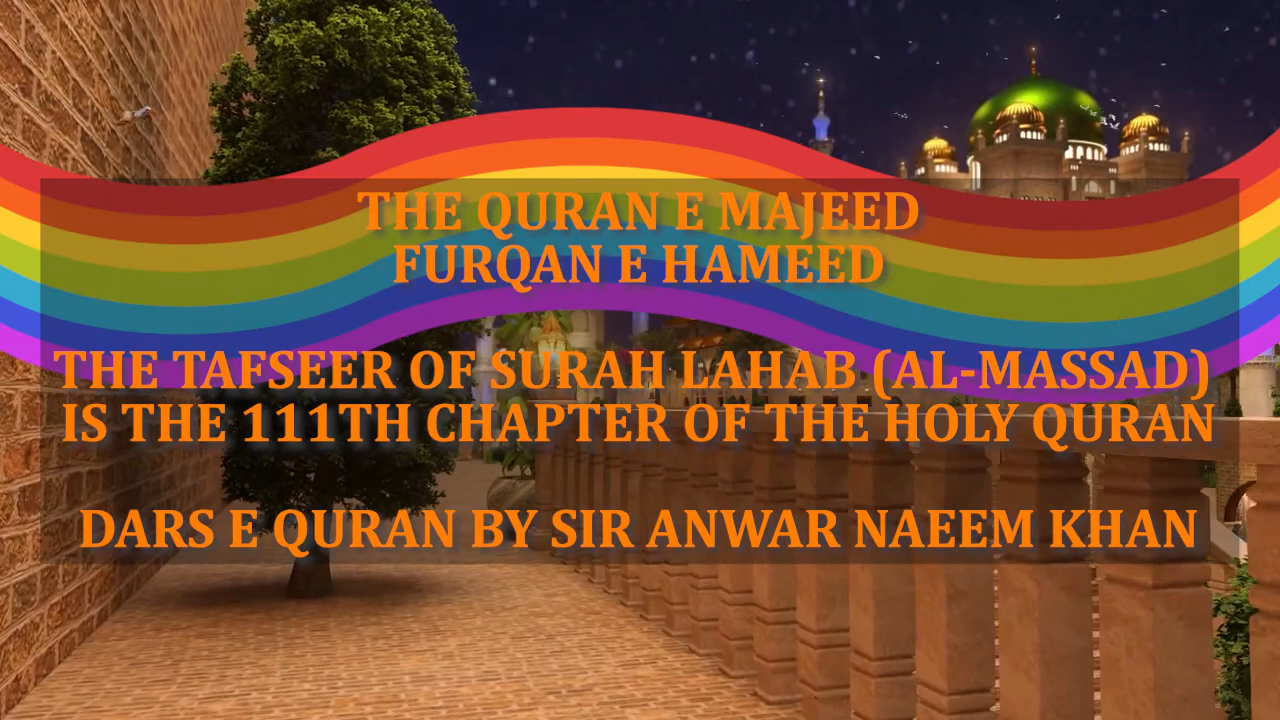 THE QURAN E MAJEED
FURQAN E HAMEED
THE TAFSEER OF SURAH LAHAB (AL-MASSAD)
IS THE 111TH CHAPTER OF THE HOLY QURAN
DARS E QURAN BY SIR ANWAR NAEEM KHAN